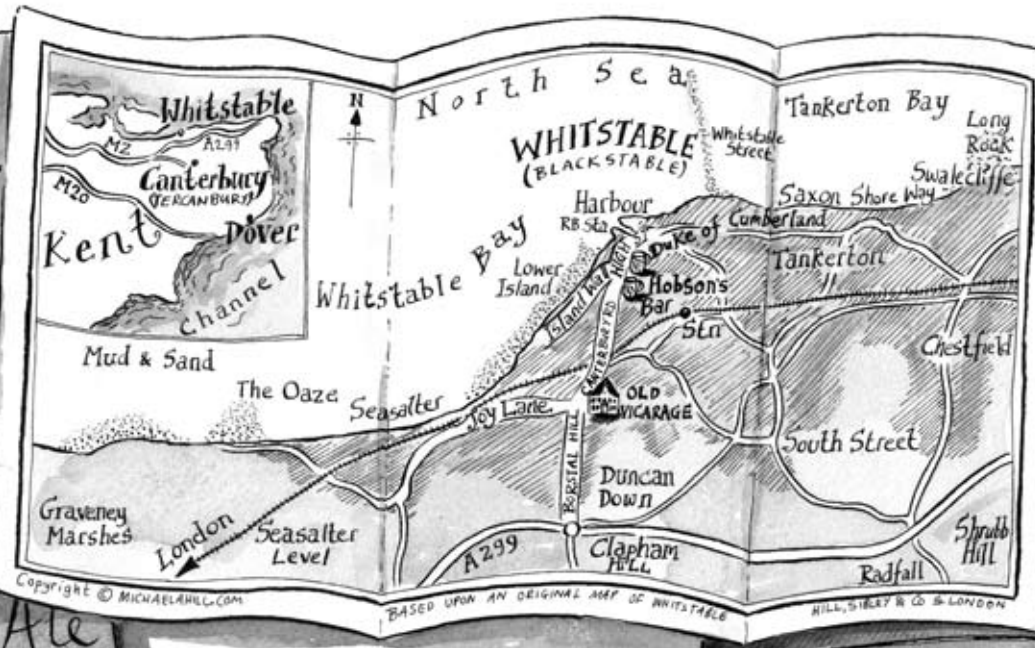 Whitstable
M2
A299
Canterbury
(TERCANBURY)
M20
Kent
Dover
Channel
N
North Sea
WHITSTABLE
(BLACKSTABLE)
Whitstable
Street
Tankerton Bay
Long
Rock
Swalecliffe
Saxon Shore Way
Harbour
RB Sta
HIGH
Duke of
Cumberland
Tankerton
Whitstable Bay
Lower
Island
Island Wall
Hobson's
Bar
CANTERBURY RD
Stn
Chestfield
Mud & Sand
The Oaze
Seasalter
Joy Lane
OLD
VICARAGE
BORSTAL HILL
South Street
Duncan
Down
Graveney
Marshes
London
Seasalter
Level
A299
Clapham
HILL
Radfall
Shrubb
Hill
Copyright © MICHAELAHILL.COM
BASED UPON AN ORIGINAL MAP OF WHITSTABLE
HILL, SIBLEY & CO & LONDON
Ale